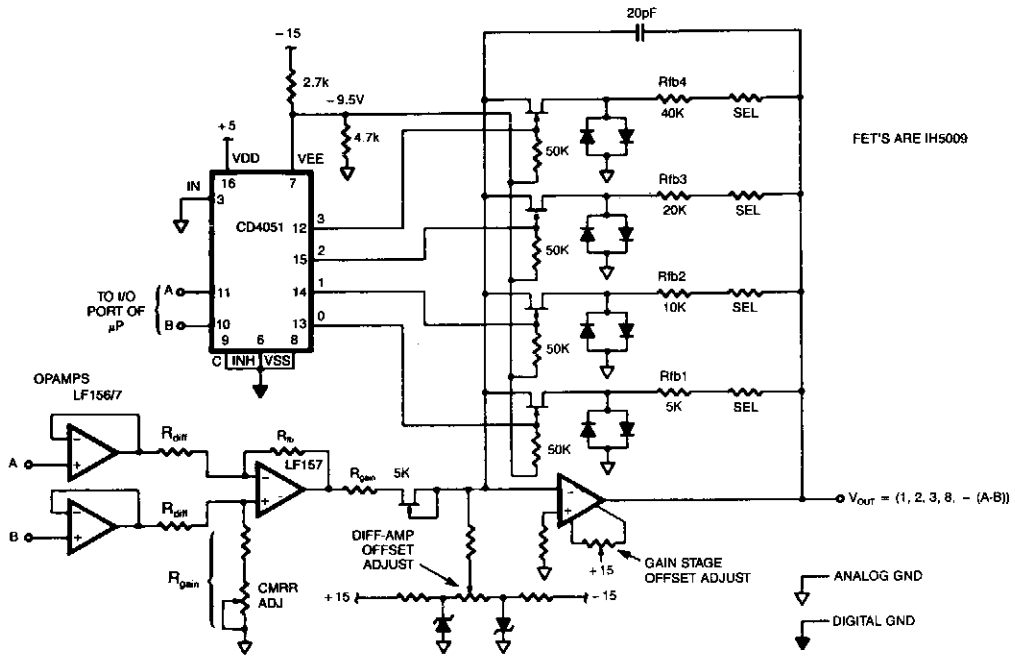 20pF
−15
2.7k
−9.5V
4.7k
+5
VDD
VEE
16
7
IN
3
CD4051
12
3
15
2
14
1
13
0
TO I/O
PORT OF
μP
A
11
B
10
9
6
8
C
INH
VSS
Rfb4
40K
SEL
50K
Rfb3
20K
SEL
50K
Rfb2
10K
SEL
50K
Rfb1
5K
SEL
50K
FET'S ARE IH5009
OPAMPS
LF156/7
A
Rdiff
Rfb
LF157
Rgain
5K
B
Rdiff
Rgain
CMRR
ADJ
DIFF-AMP
OFFSET
ADJUST
+15
−15
+15
GAIN STAGE
OFFSET ADJUST
VOUT = (1, 2, 3, 8, − (A-B))
ANALOG GND
DIGITAL GND
− + − + − + − +